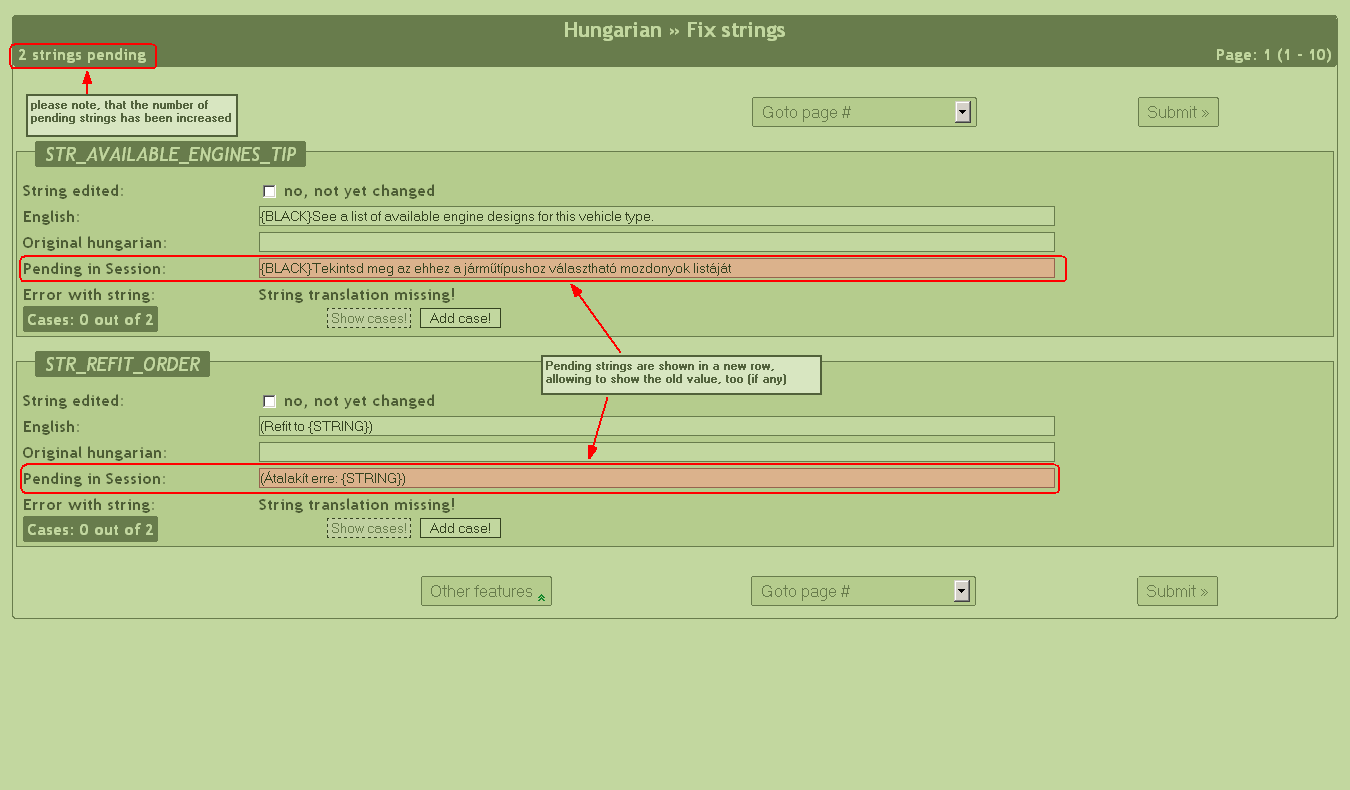 Hungarian » Fix strings
2 strings pending
Page: 1 (1 - 10)
please note, that the number of
pending strings has been increased
Goto page #
Submit »
STR_AVAILABLE_ENGINES_TIP
String edited:
no, not yet changed
English:
{BLACK}See a list of available engine designs for this vehicle type.
Original hungarian:
Pending in Session:
{BLACK}Tekintsd meg az ehhez a járműtípushoz választható mozdonyok listáját
Error with string:
String translation missing!
Cases: 0 out of 2
Show cases!
Add case!
Pending strings are shown in a new row,
allowing to show the old value, too (if any)
STR_REFIT_ORDER
String edited:
no, not yet changed
English:
(Refit to {STRING})
Original hungarian:
Pending in Session:
(Átalakít erre: {STRING})
Error with string:
String translation missing!
Cases: 0 out of 2
Show cases!
Add case!
Other features
Goto page #
Submit »